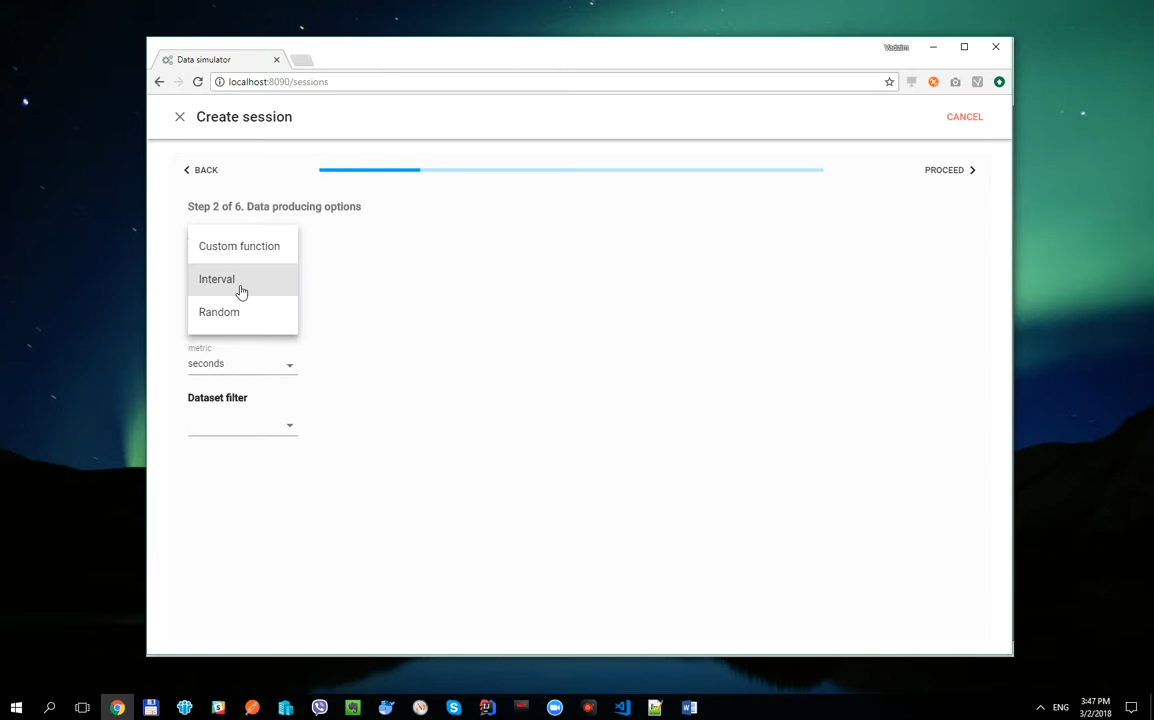 Vadzim
Data simulator
localhost:8090/sessions
Create session
CANCEL
BACK
PROCEED
Step 2 of 6. Data producing options
Custom function
Interval
Random
metric
seconds
Dataset filter
ENG
3:47 PM
3/2/2018